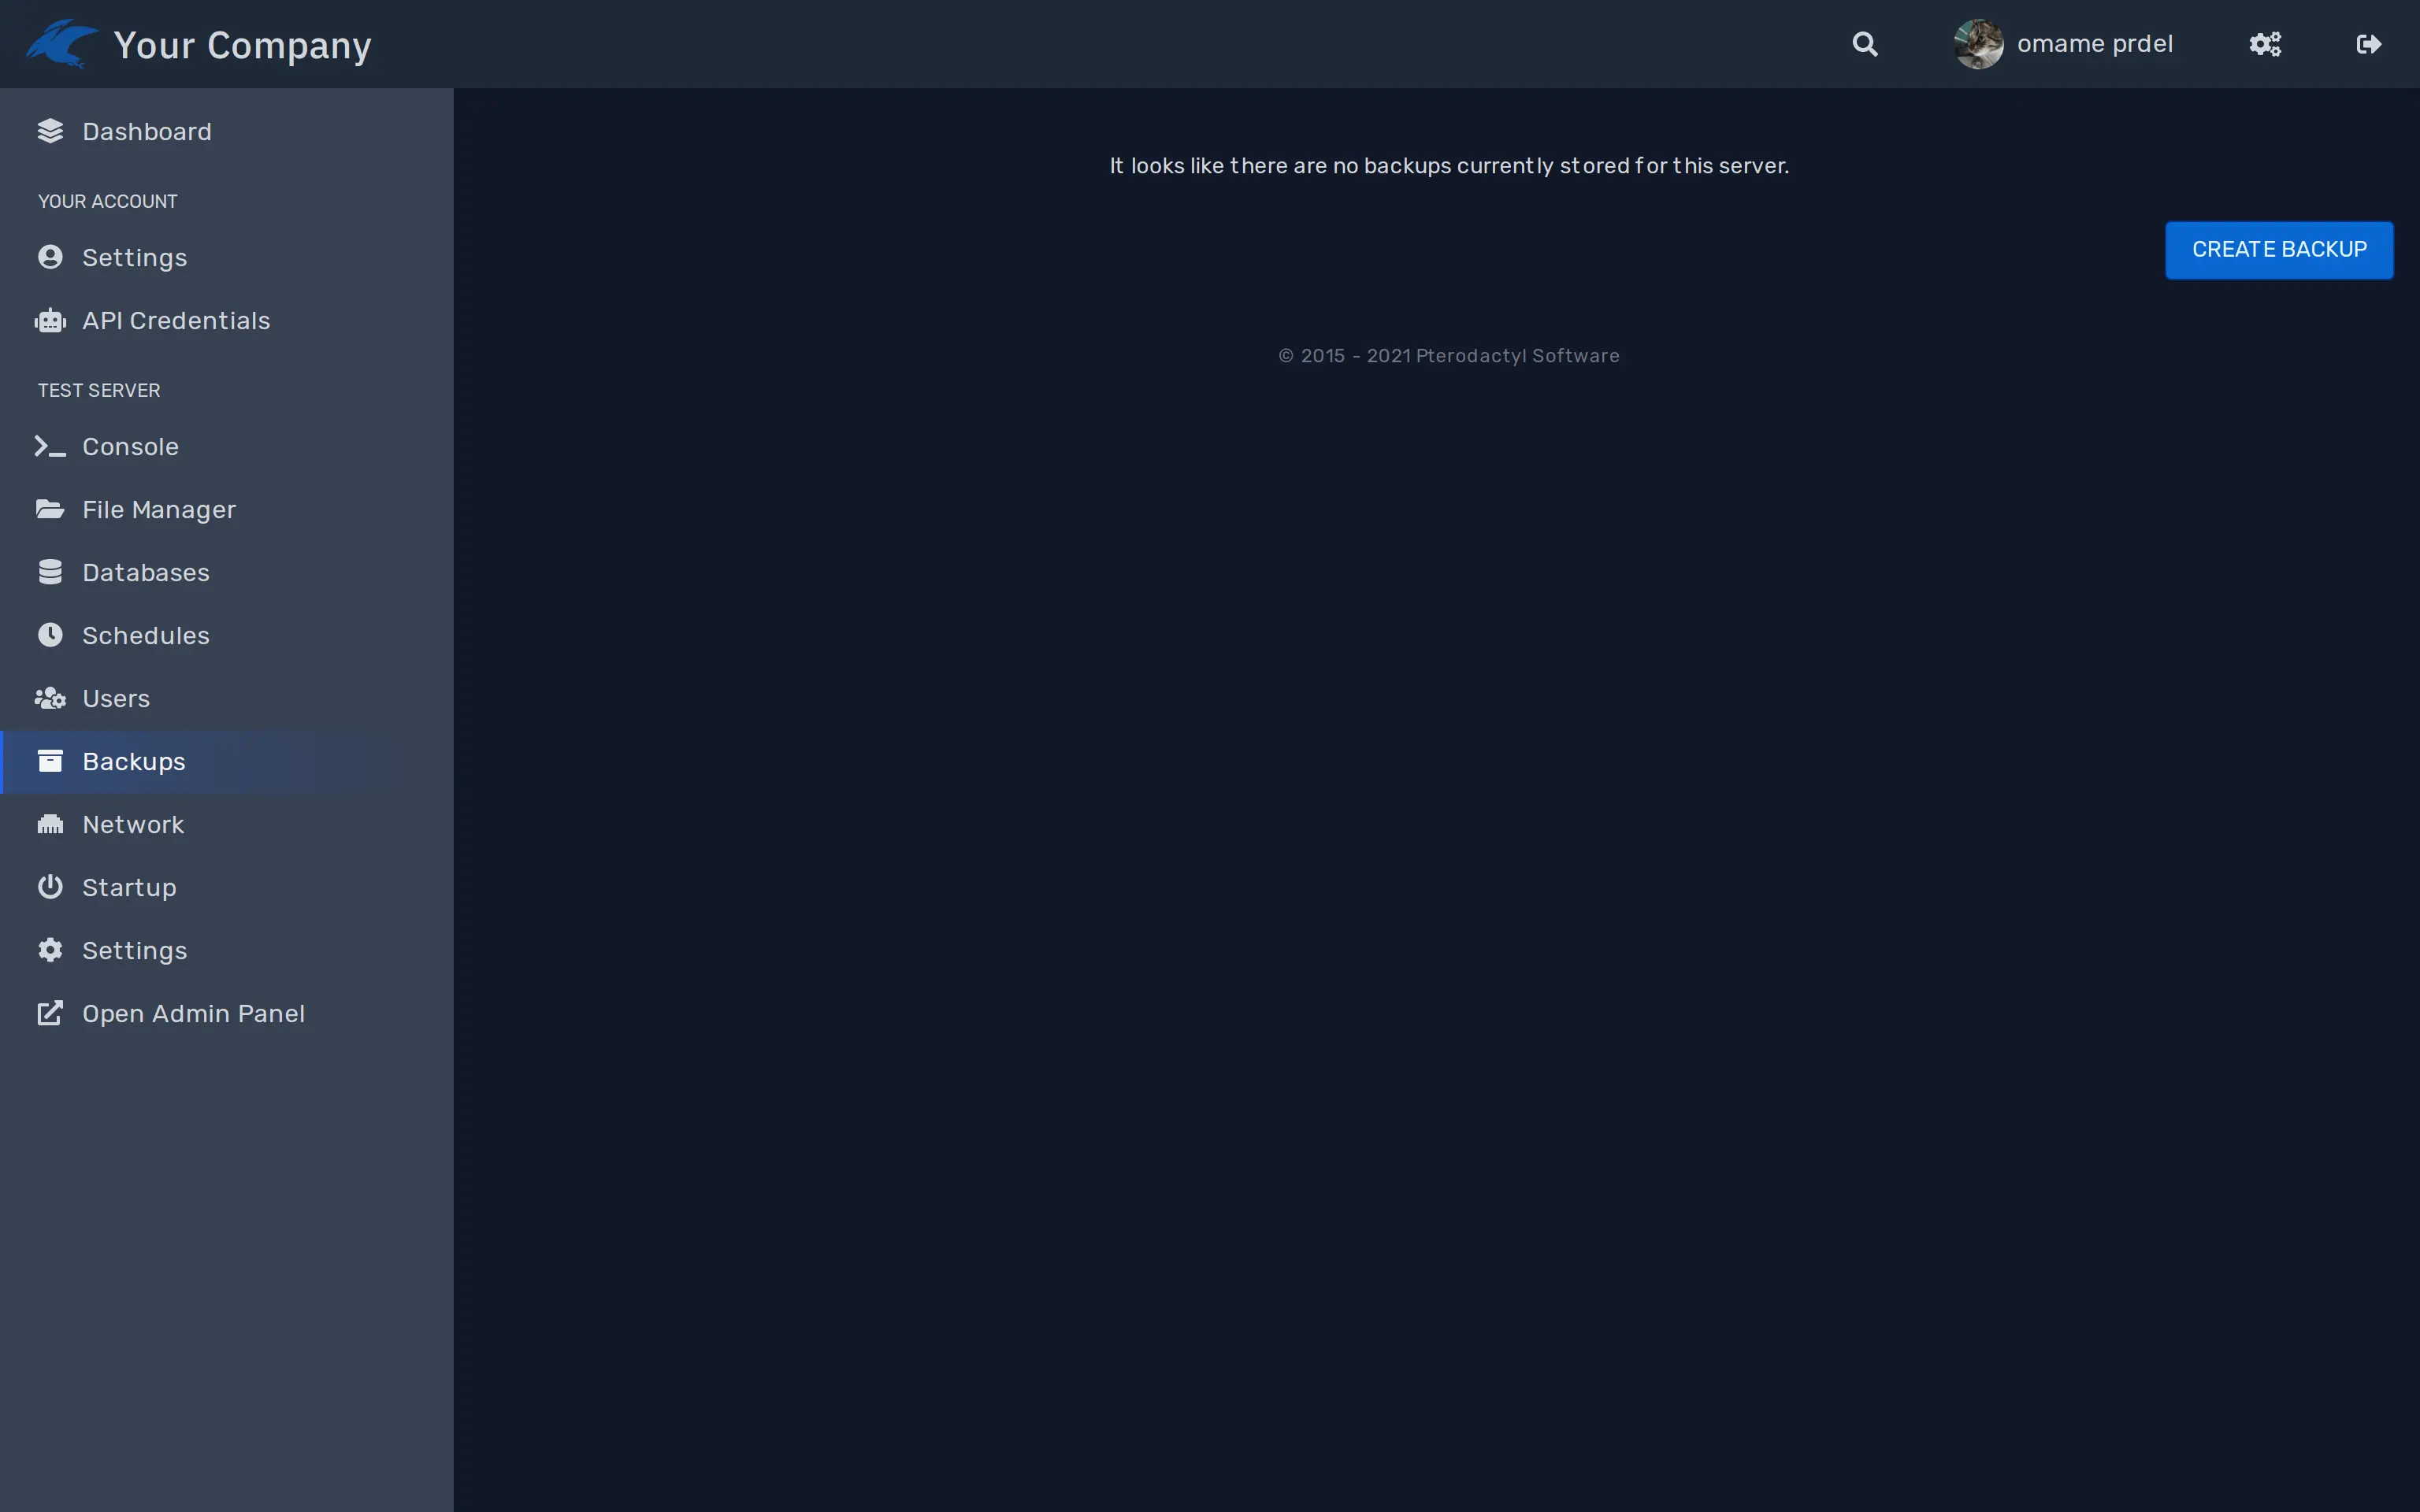 Your Company
omame prdel
Dashboard
YOUR ACCOUNT
Settings
API Credentials
TEST SERVER
Console
File Manager
Databases
Schedules
Users
Backups
Network
Startup
Settings
Open Admin Panel
It looks like there are no backups currently stored for this server.
CREATE BACKUP
© 2015 - 2021 Pterodactyl Software